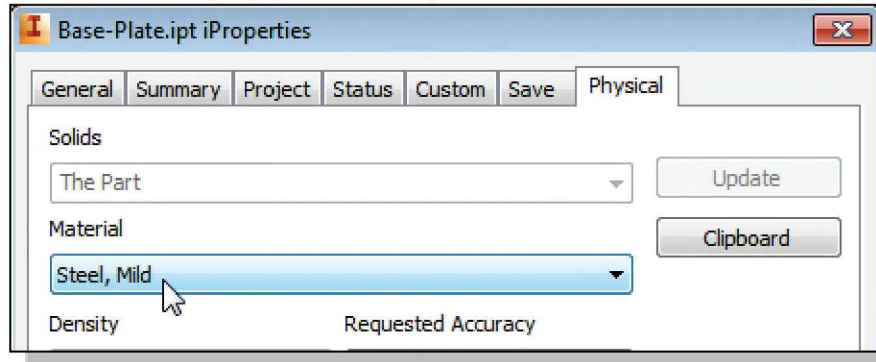 I Base-Plate.ipt iProperties
General Summary Project Status Custom Save Physical
Solids
The Part
Update
Material
Clipboard
Steel, Mild
Density Requested Accuracy